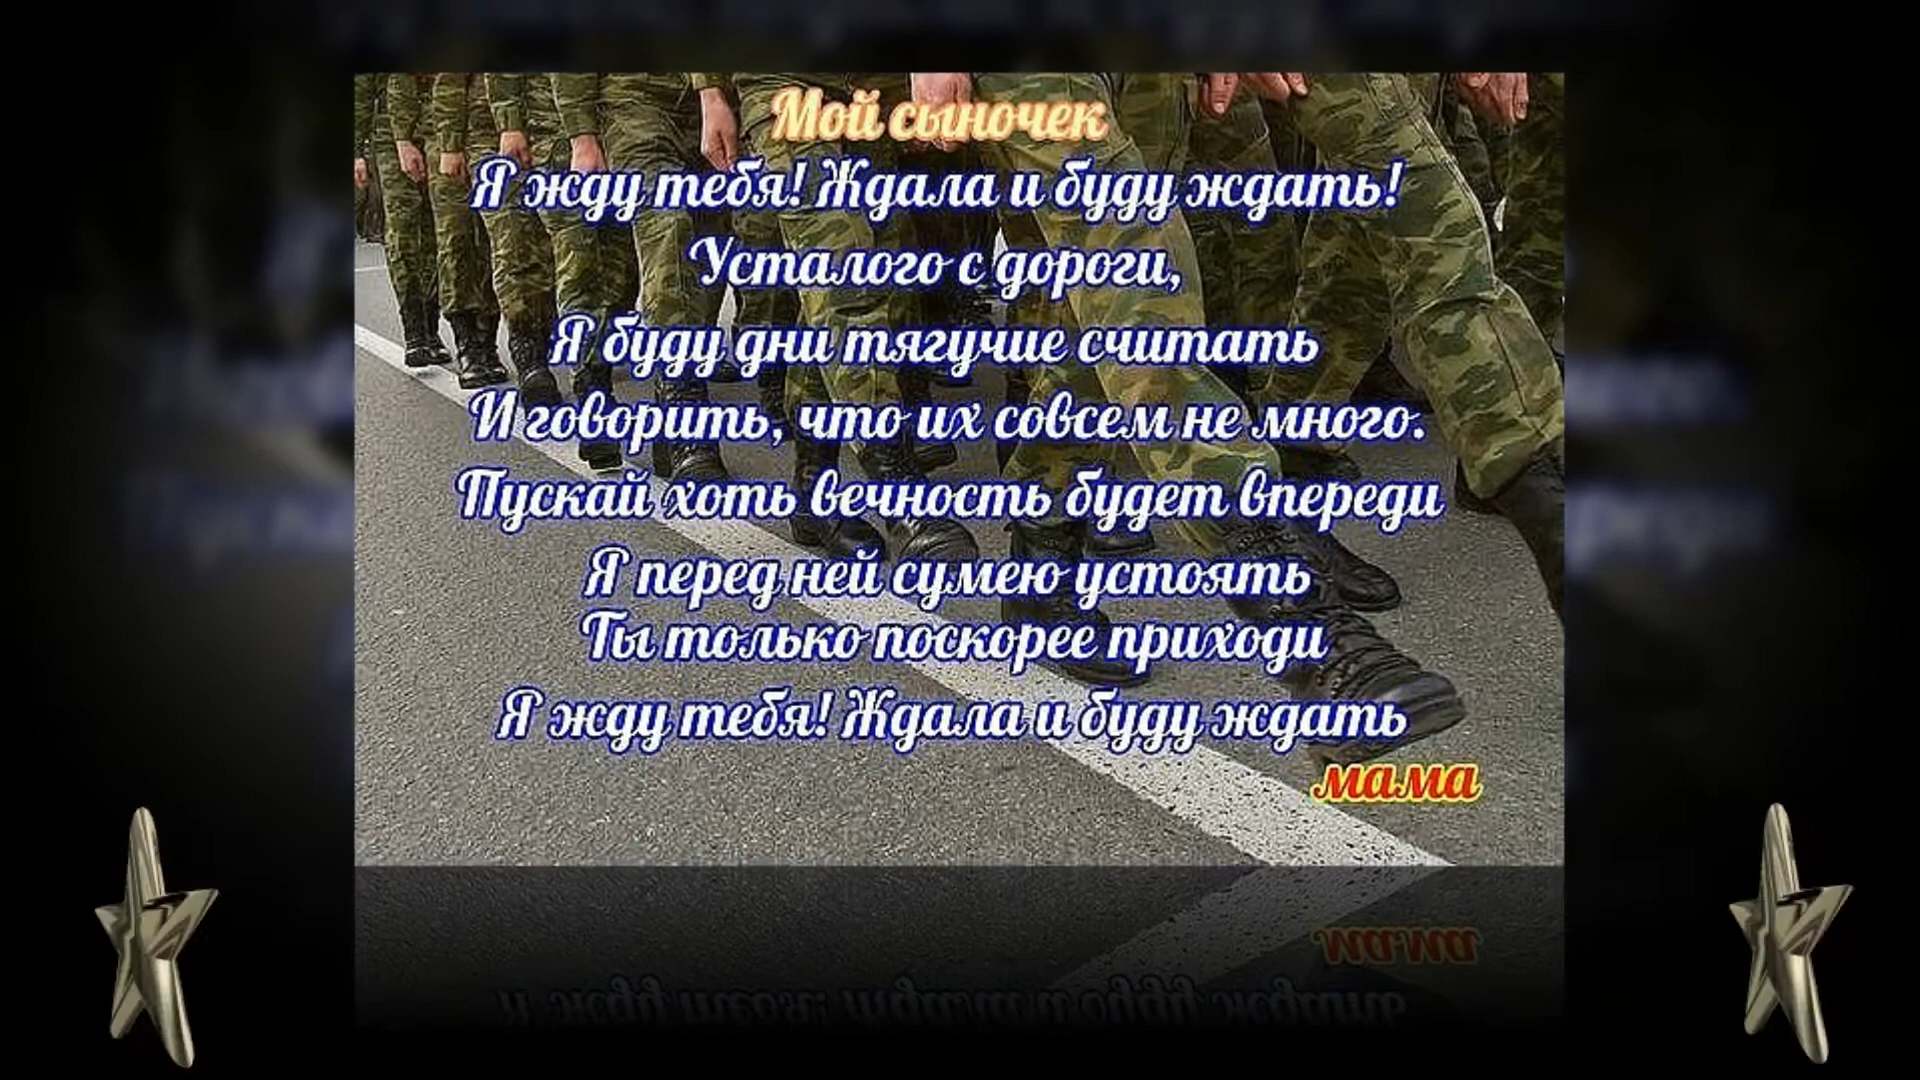 Мой сыночек
Я жду тебя! Ждала и буду ждать!
Усталого с дороги,
Я буду дни тягучие считать
И говорить, что их совсем не много.
Пускай хоть вечность будет впереди
Я перед ней сумею устоять
Ты только поскорее приходи
Я жду тебя! Ждала и буду ждать
мама